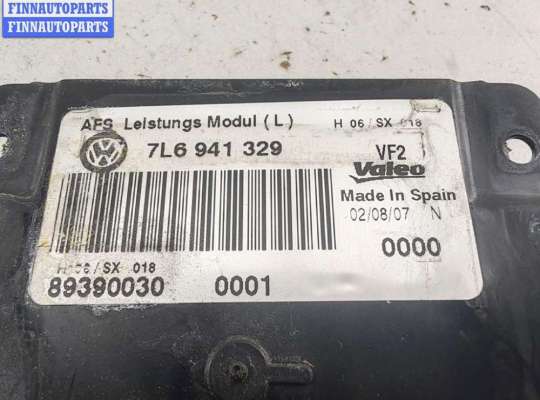 FINNAUTOPARTS
FINNAUTOPARTS
AFS Leistungs Modul ( L )
H 06 / SX 018
7L6 941 329
VF2
Valeo
Made In Spain
02/08/07 N
0000
H 06 / SX 018
89390030 0001